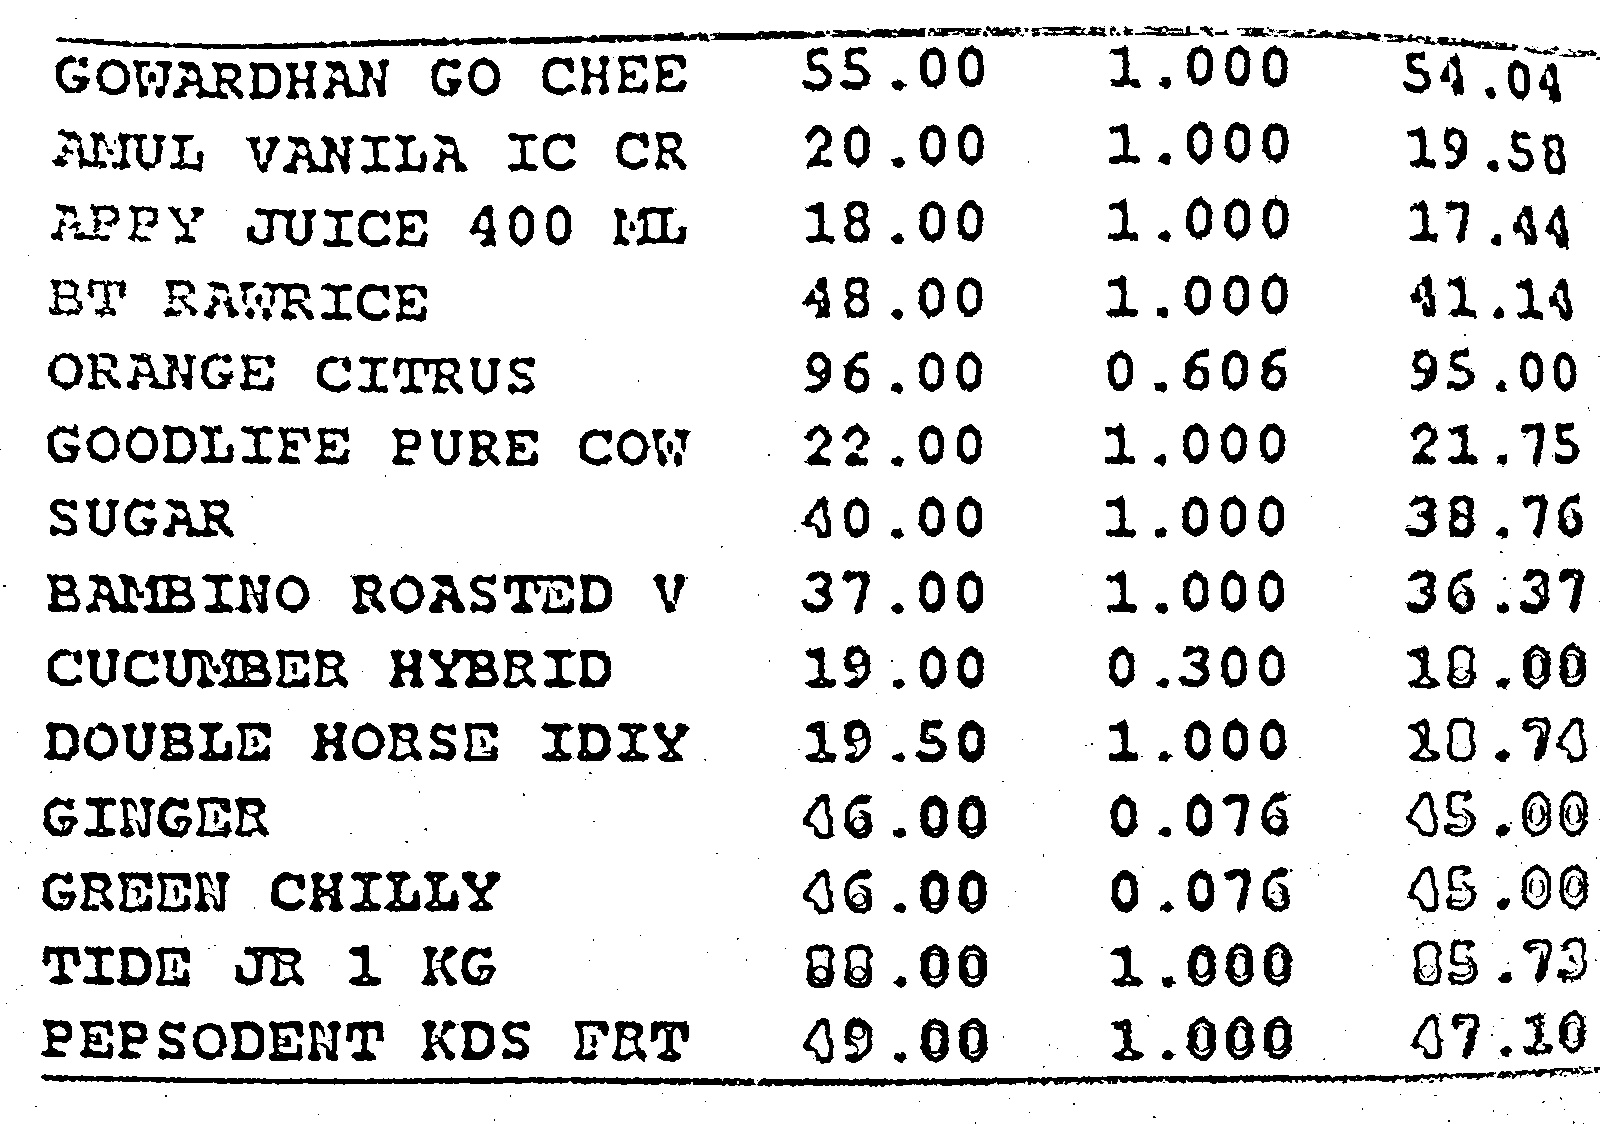 GOWARDHAN GO CHEE 55.00 1.000 54.04
AMUL VANILA IC CR 20.00 1.000 19.58
APPY JUICE 400 ML 18.00 1.000 17.44
BT RAWRICE 48.00 1.000 41.14
ORANGE CITRUS 96.00 0.606 95.00
GOODLIFE PURE COW 22.00 1.000 21.75
SUGAR 40.00 1.000 38.76
BAMBINO ROASTED V 37.00 1.000 36.37
CUCUMBER HYBRID 19.00 0.300 18.00
DOUBLE HORSE IDIY 19.50 1.000 18.74
GINGER 46.00 0.076 45.00
GREEN CHILLY 46.00 0.076 45.00
TIDE JR 1 KG 88.00 1.000 85.73
PEPSODENT KDS FRT 49.00 1.000 47.10